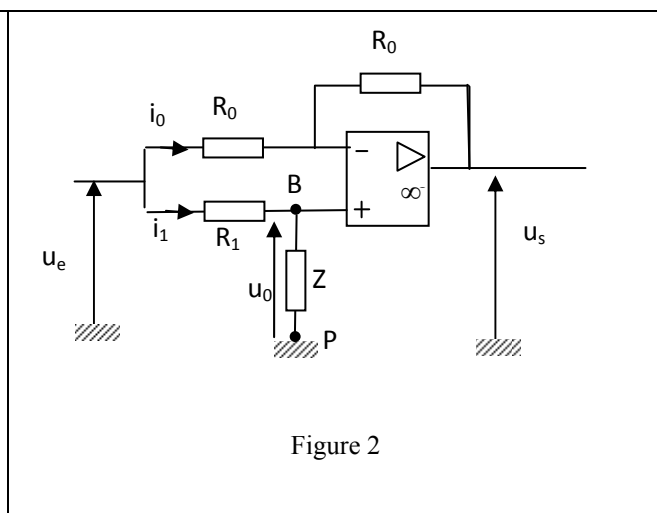 R₀
i₀ R₀
− ▷
∞-
B
+
i₁ R₁
uₑ u₀ Z uₛ
P
Figure 2